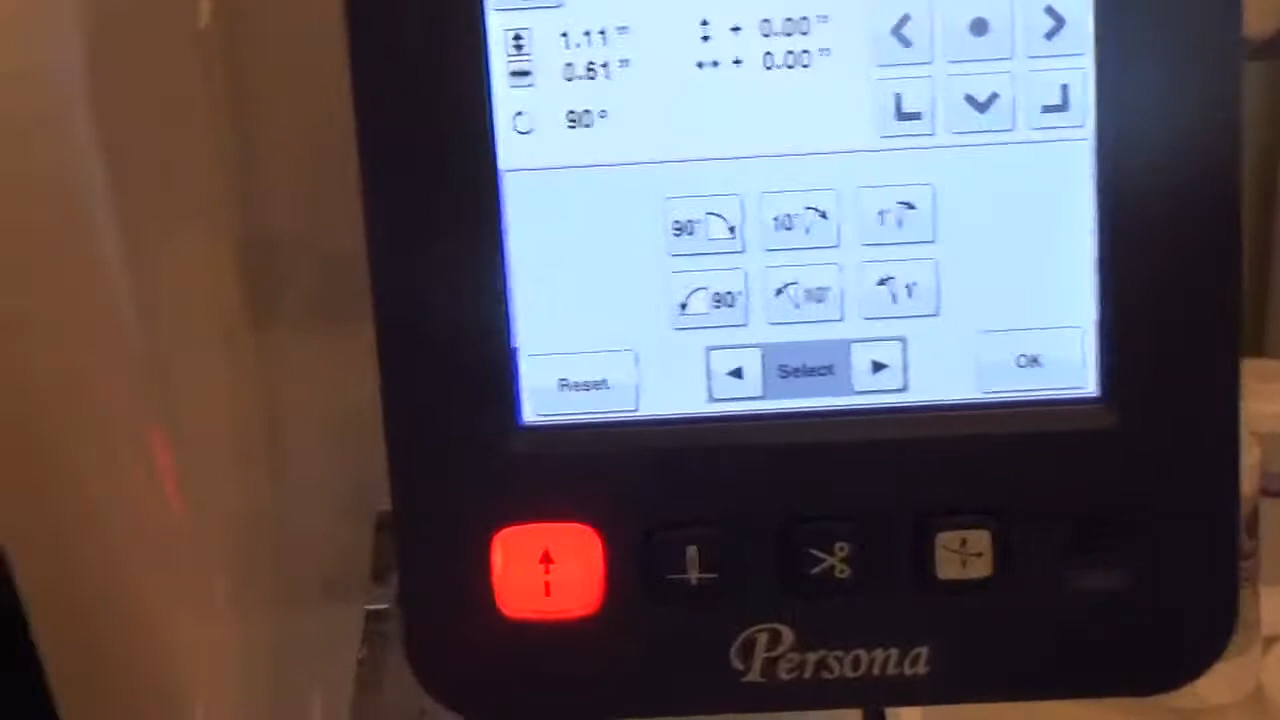 1.11" + 0.00"
0.61" + 0.00"
90°
90° 10° 1°
90° 10° 1°
Reset Select OK
Persona